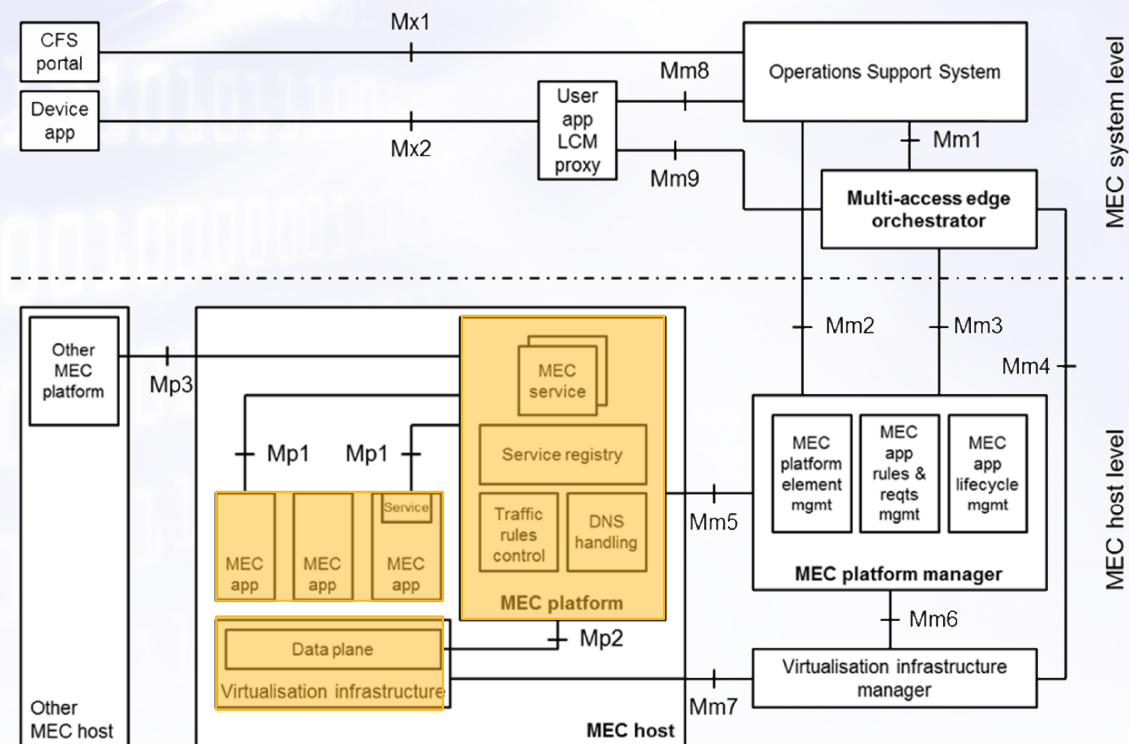 CFS
portal
Mx1
Operations Support System
Device
app
Mx2
User
app
LCM
proxy
Mm8
Mm9
Mm1
Multi-access edge
orchestrator
MEC system level
Other
MEC
platform
Mp3
MEC
service
Service registry
Traffic
rules
control
DNS
handling
MEC platform
Mp1
Mp1
MEC
app
MEC
app
Service
MEC
app
Data plane
Virtualisation infrastructure
Mp2
Other
MEC host
MEC host
Mm2
Mm3
Mm4
Mm5
MEC
platform
element
mgmt
MEC
app
rules &
reqts
mgmt
MEC
app
lifecycle
mgmt
MEC platform manager
Mm6
Mm7
Virtualisation infrastructure
manager
MEC host level